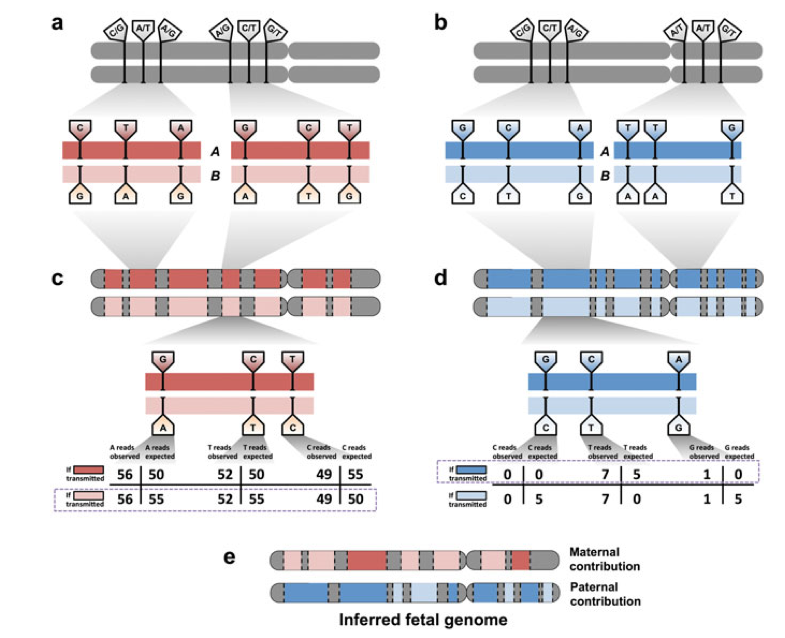 a
C/G A/T A/G A/G C/T G/T
C T A G C T
A
B
G A G A T G
b
C/G C/T A/G A/T A/T G/T
G C A T T G
A
B
C T G A A T
c
G C T
A T C
A reads observed A reads expected T reads observed T reads expected C reads observed C reads expected
If transmitted 56 50 52 50 49 55
If transmitted 56 55 52 55 49 50
d
G C A
C T G
C reads observed C reads expected T reads observed T reads expected G reads observed G reads expected
If transmitted 0 0 7 5 1 0
If transmitted 0 5 7 0 1 5
e
Maternal
contribution
Paternal
contribution
Inferred fetal genome